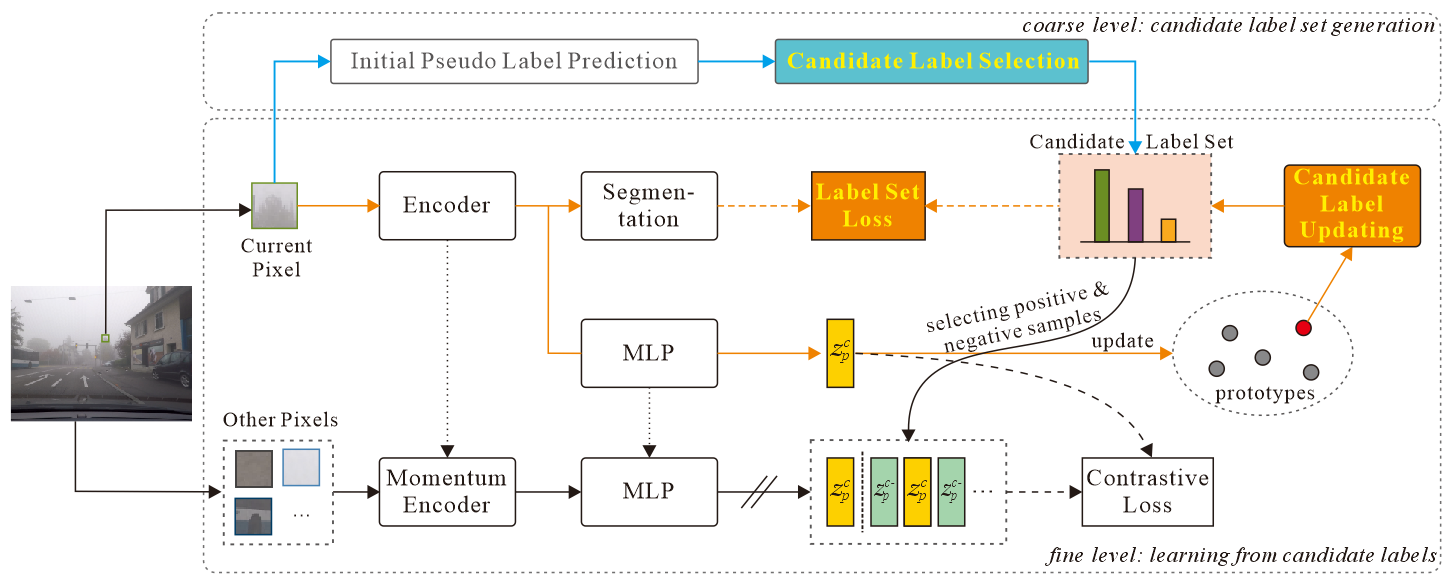 coarse level: candidate label set generation
Initial Pseudo Label Prediction
Candidate Label Selection
Candidate Label Set
Current
Pixel
Encoder
Segmen-
tation
Label Set
Loss
Candidate
Label
Updating
selecting positive &
negative samples
MLP
z_p^c
update
prototypes
Other Pixels
...
Momentum
Encoder
MLP
z_p^c
z_p^{c-}
z_p^c
z_p^{c-}
...
Contrastive
Loss
fine level: learning from candidate labels